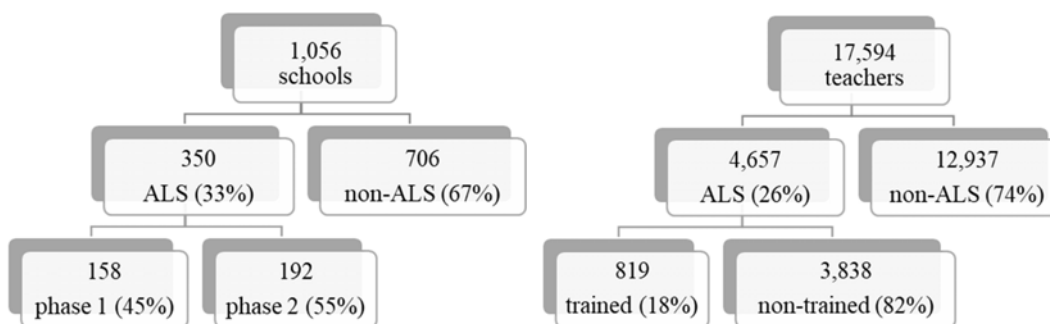 1,056
schools
350
ALS (33%)
706
non-ALS (67%)
158
phase 1 (45%)
192
phase 2 (55%)
17,594
teachers
4,657
ALS (26%)
12,937
non-ALS (74%)
819
trained (18%)
3,838
non-trained (82%)